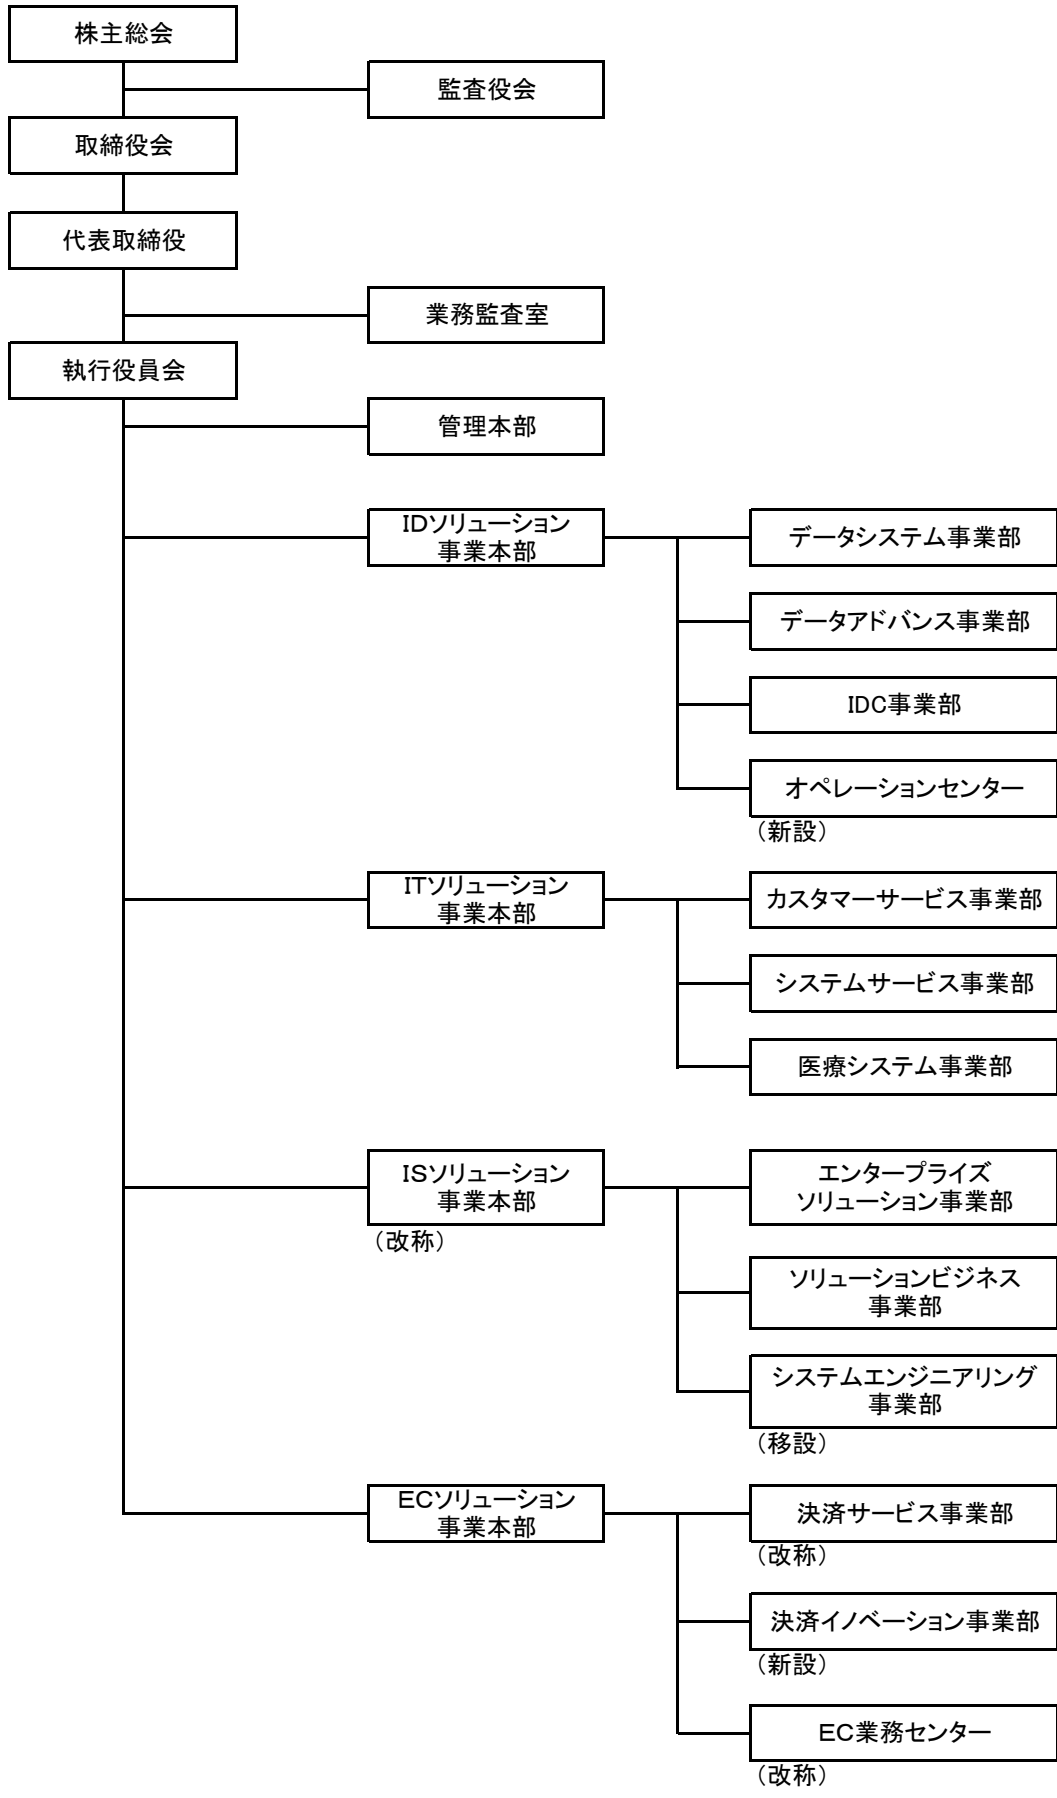 株主総会
監査役会
取締役会
代表取締役
業務監査室
執行役員会
管理本部
IDソリューション
事業本部
データシステム事業部
データアドバンス事業部
IDC事業部
オペレーションセンター
（新設）
ITソリューション
事業本部
カスタマーサービス事業部
システムサービス事業部
医療システム事業部
ISソリューション
事業本部
（改称）
エンタープライズ
ソリューション事業部
ソリューションビジネス
事業部
システムエンジニアリング
事業部
（移設）
ECソリューション
事業本部
決済サービス事業部
（改称）
決済イノベーション事業部
（新設）
EC業務センター
（改称）